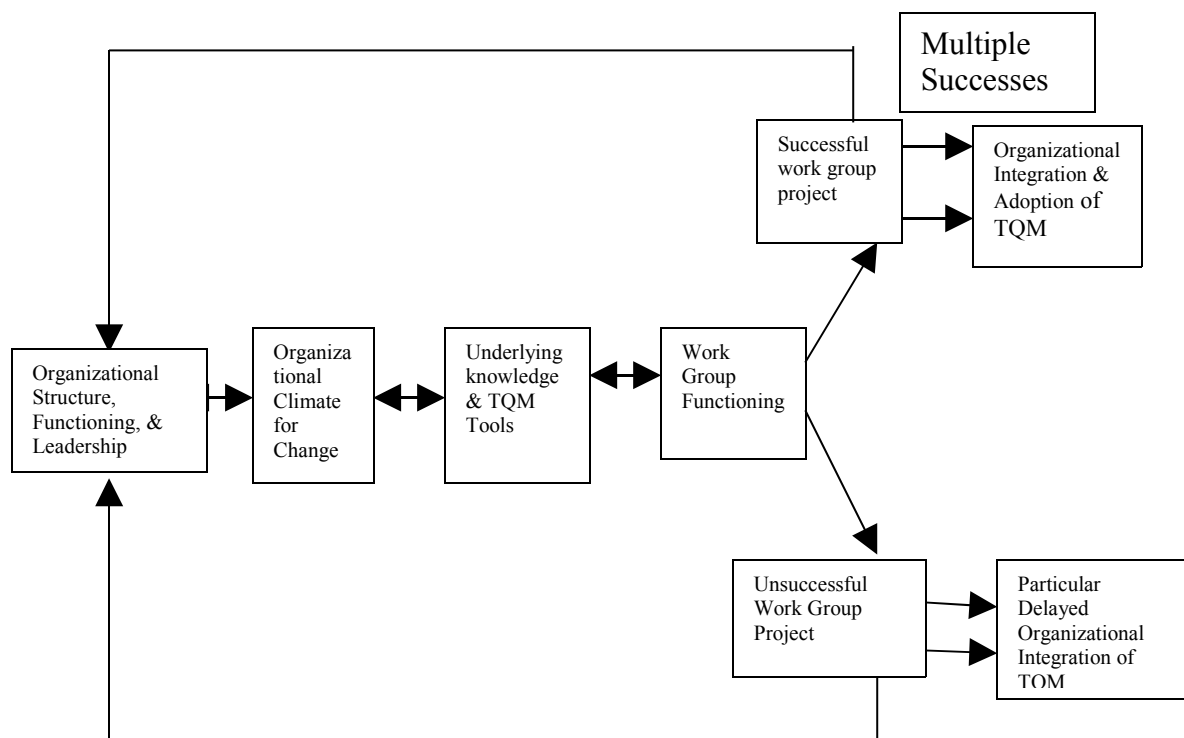 Multiple
Successes
Successful
work group
project
Organizational
Integration &
Adoption of
TQM
Organizational
Structure,
Functioning, &
Leadership
Organiza
tional
Climate
for
Change
Underlying
knowledge
& TQM
Tools
Work
Group
Functioning
Unsuccessful
Work Group
Project
Particular
Delayed
Organizational
Integration of
TQM